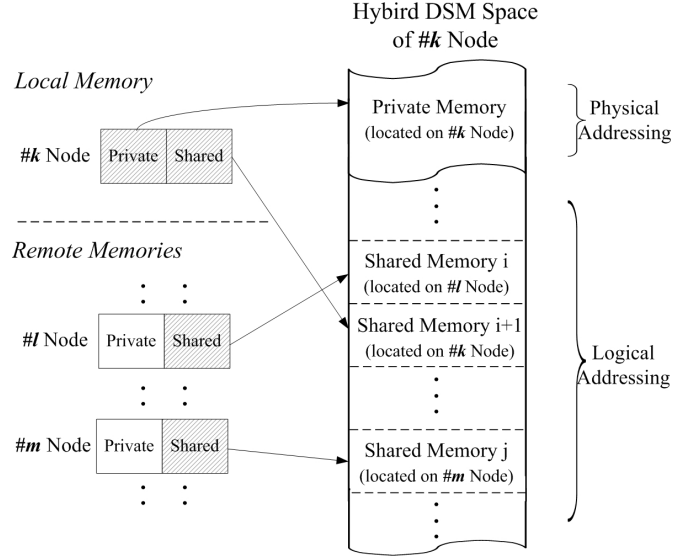 Hybird DSM Space
of #k Node
Local Memory
#k Node
Private
Shared
Private Memory
(located on #k Node)
Physical
Addressing
Remote Memories
Shared Memory i
(located on #l Node)
#l Node
Private
Shared
Shared Memory i+1
(located on #k Node)
Logical
Addressing
#m Node
Private
Shared
Shared Memory j
(located on #m Node)